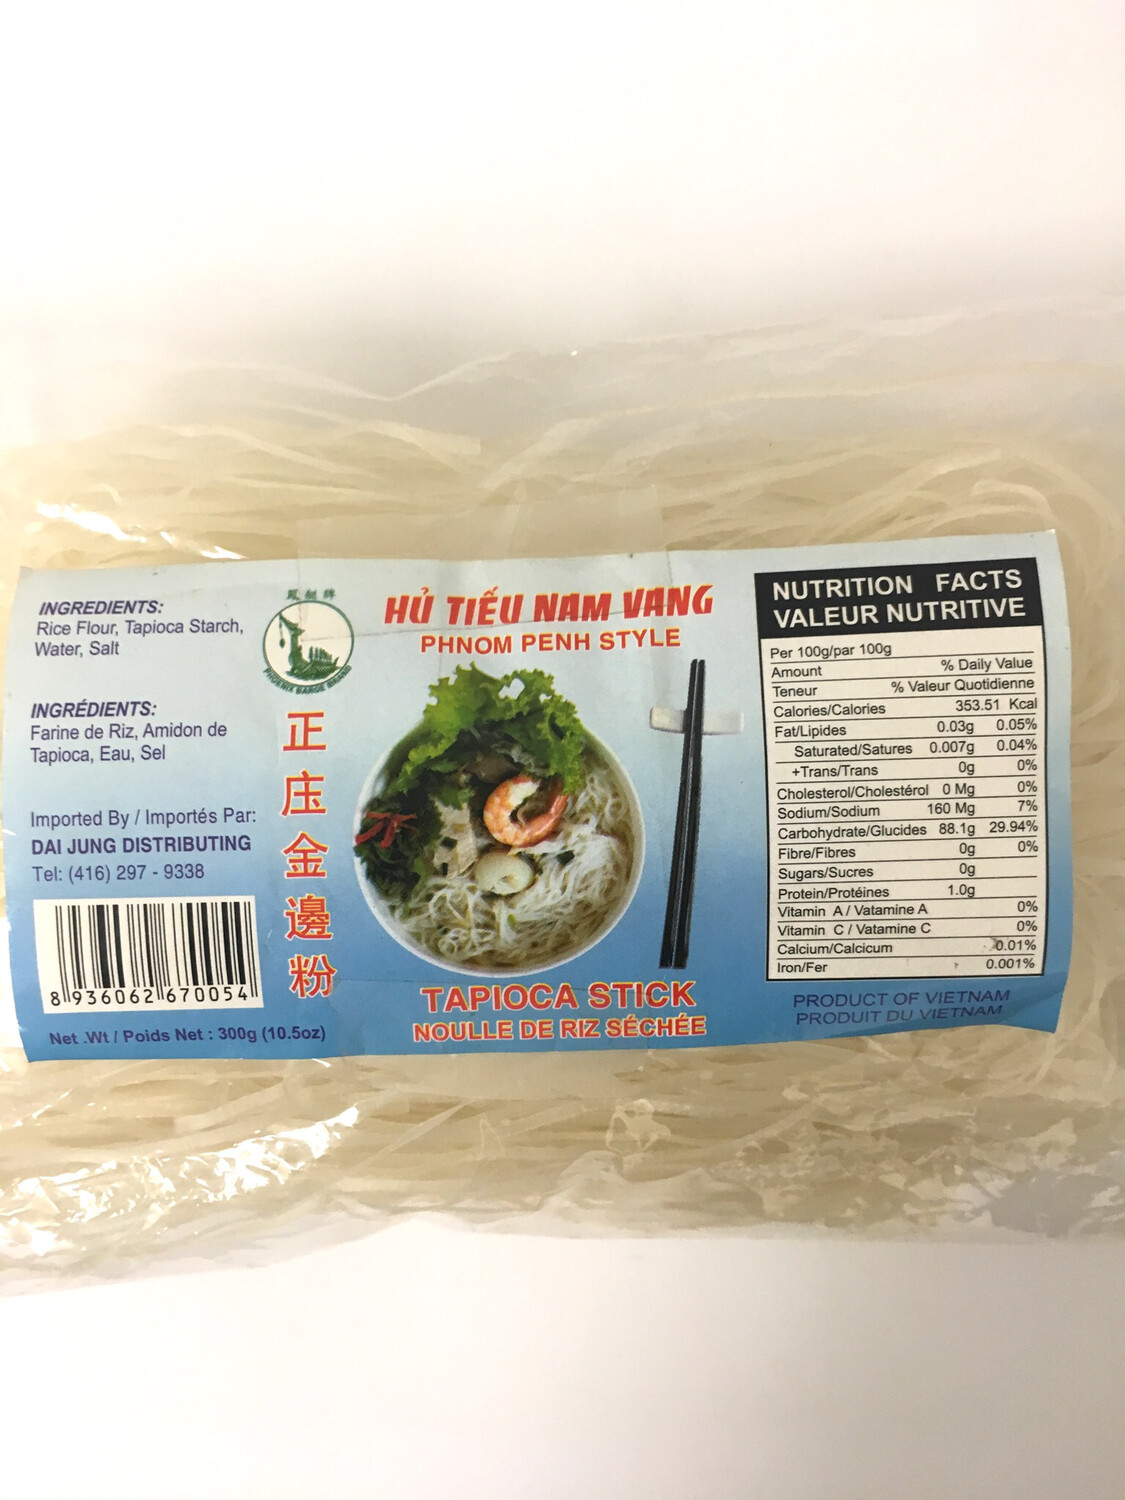 INGREDIENTS:
Rice Flour, Tapioca Starch,
Water, Salt
INGRÉDIENTS:
Farine de Riz, Amidon de
Tapioca, Eau, Sel
Imported By / Importés Par:
DAI JUNG DISTRIBUTING
Tel: (416) 297 - 9338
8 936062 670054
Net .Wt / Poids Net : 300g (10.5oz)
鳳艇牌
PHOENIX BARGE BRAND
正
庄
金
邊
粉
HỦ TIẾU NAM VANG
PHNOM PENH STYLE
TAPIOCA STICK
NOULLE DE RIZ SÉCHÉE
NUTRITION FACTS
VALEUR NUTRITIVE
Per 100g/par 100g
Amount % Daily Value
Teneur % Valeur Quotidienne
Calories/Calories 353.51 Kcal
Fat/Lipides 0.03g 0.05%
Saturated/Satures 0.007g 0.04%
+Trans/Trans 0g 0%
Cholesterol/Cholestérol 0 Mg 0%
Sodium/Sodium 160 Mg 7%
Carbohydrate/Glucides 88.1g 29.94%
Fibre/Fibres 0g 0%
Sugars/Sucres 0g
Protein/Protéines 1.0g
Vitamin A / Vatamine A 0%
Vitamin C / Vatamine C 0%
Calcium/Calcicum 0.01%
Iron/Fer 0.001%
PRODUCT OF VIETNAM
PRODUIT DU VIETNAM